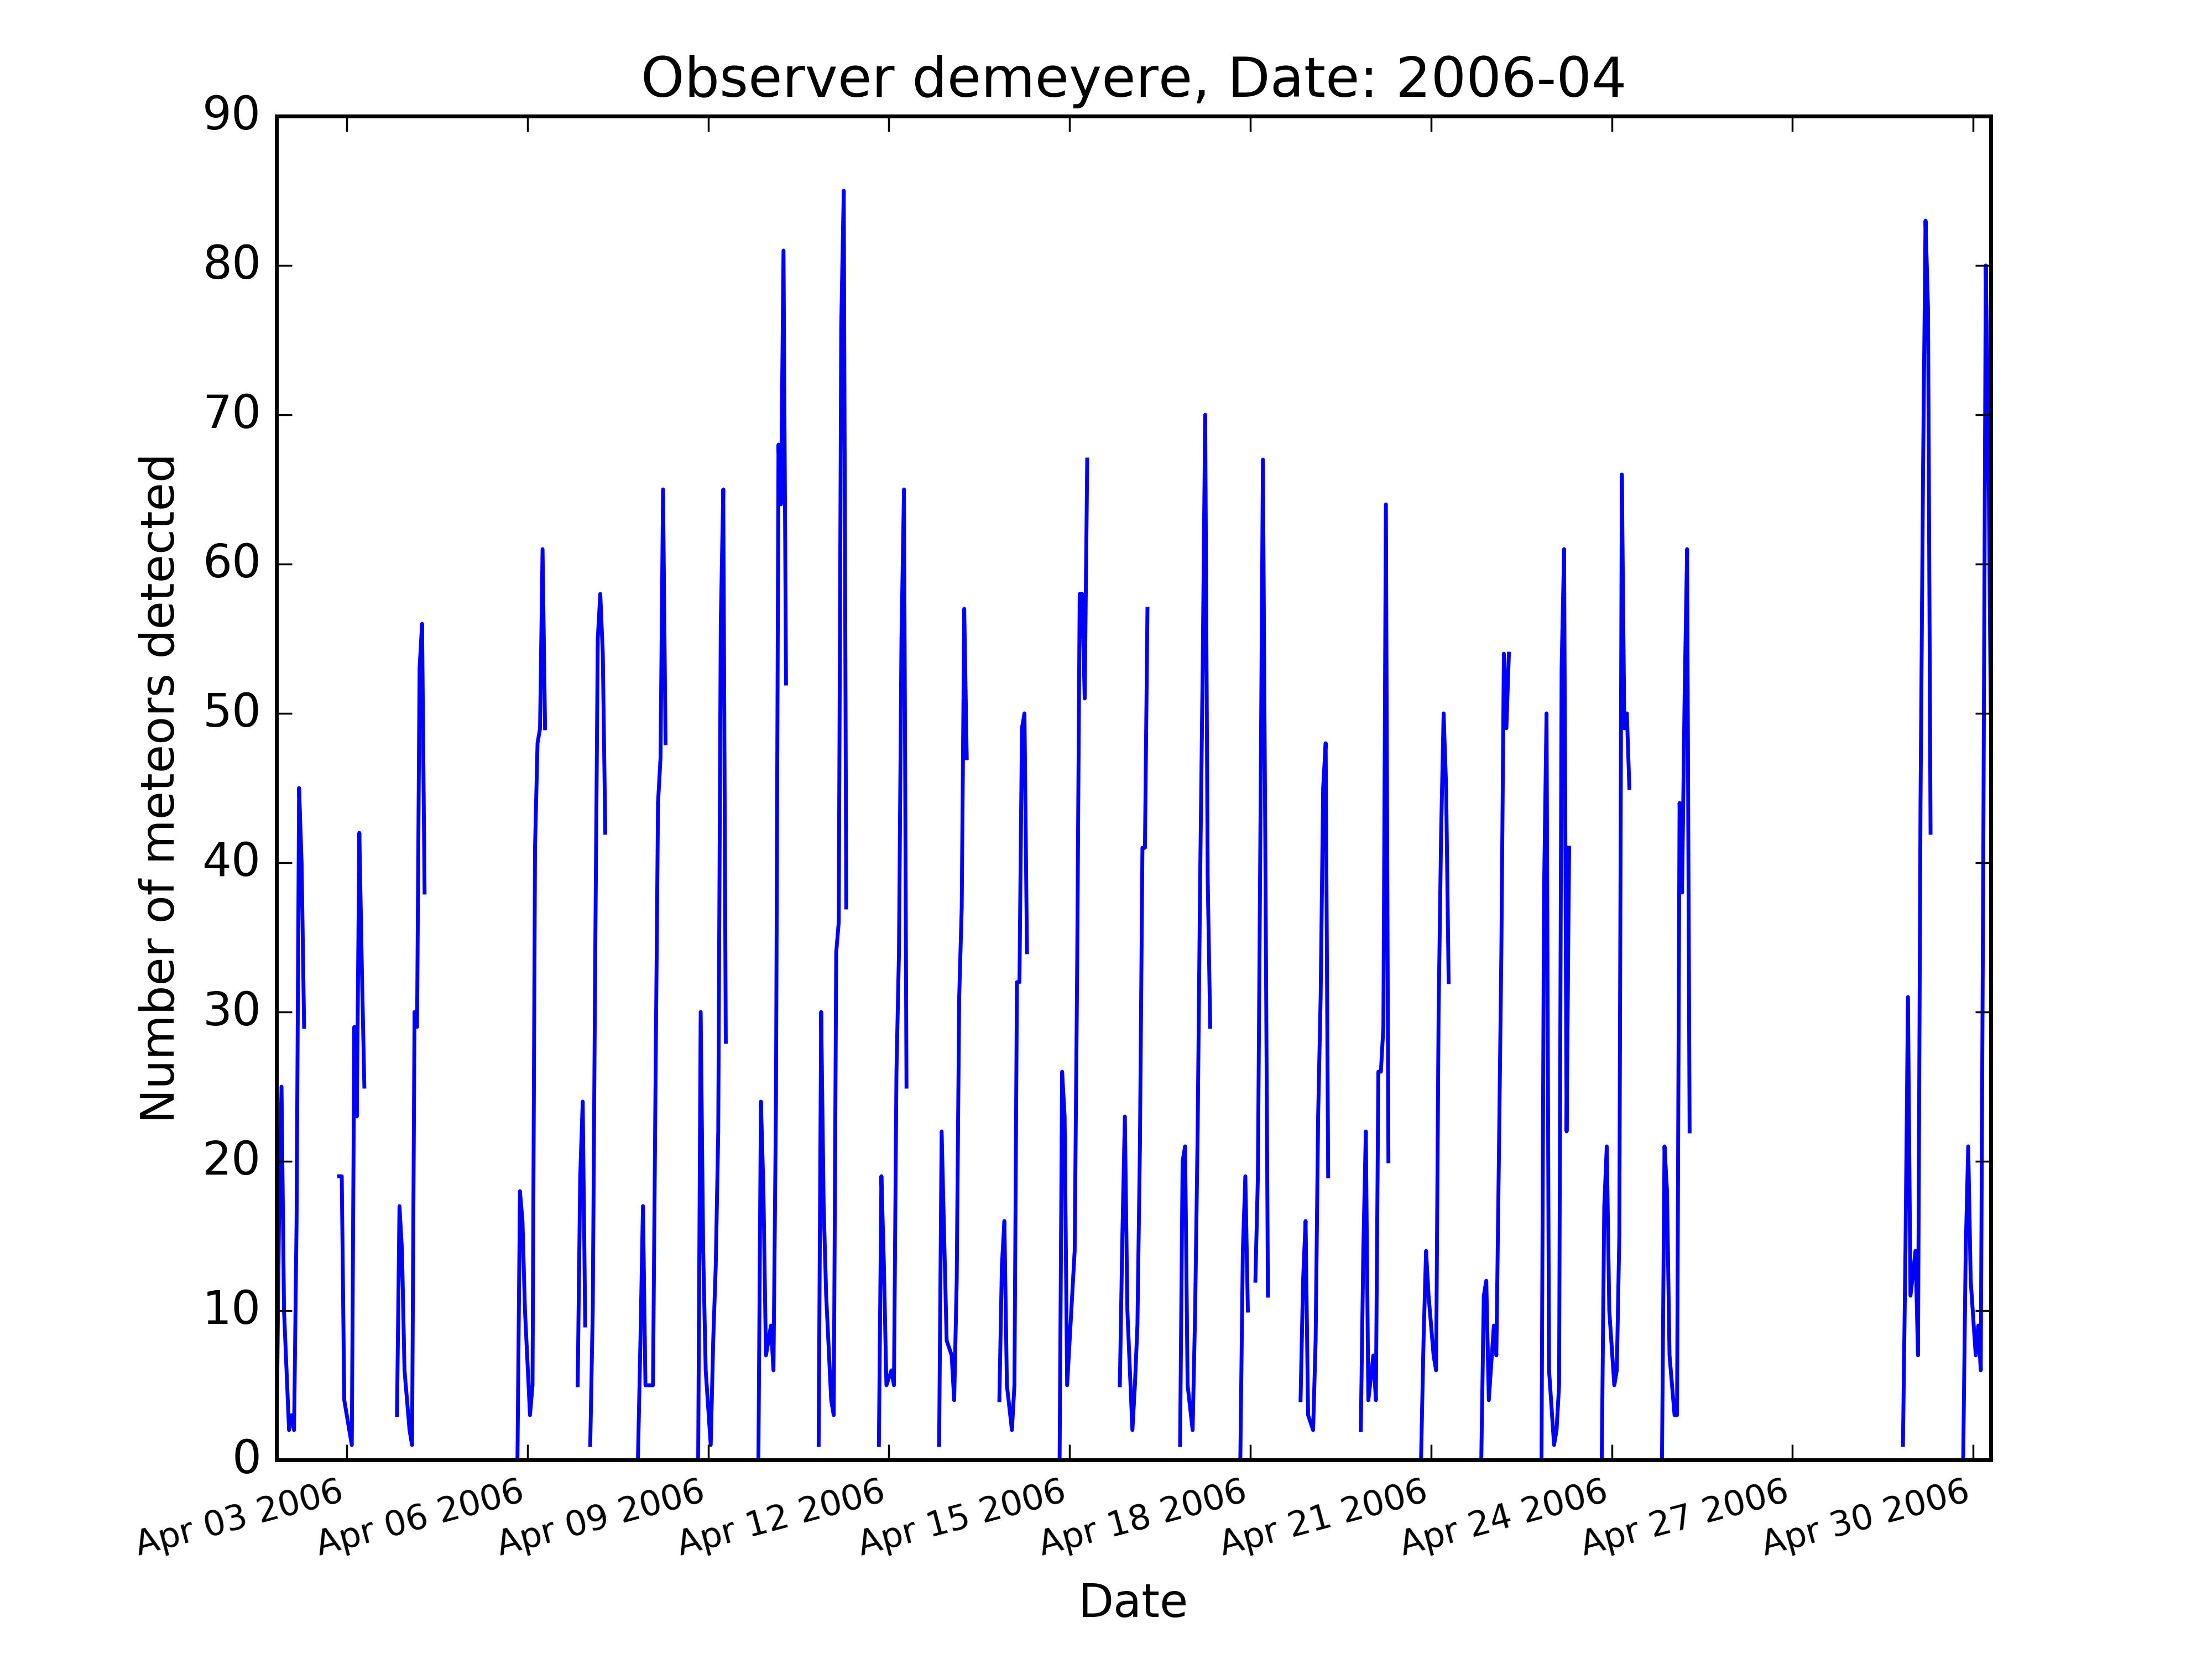 Observer demeyere, Date: 2006-04
Number of meteors detected
90
80
70
60
50
40
30
20
10
0
Apr 03 2006
Apr 06 2006
Apr 09 2006
Apr 12 2006
Apr 15 2006
Apr 18 2006
Apr 21 2006
Apr 24 2006
Apr 27 2006
Apr 30 2006
Date